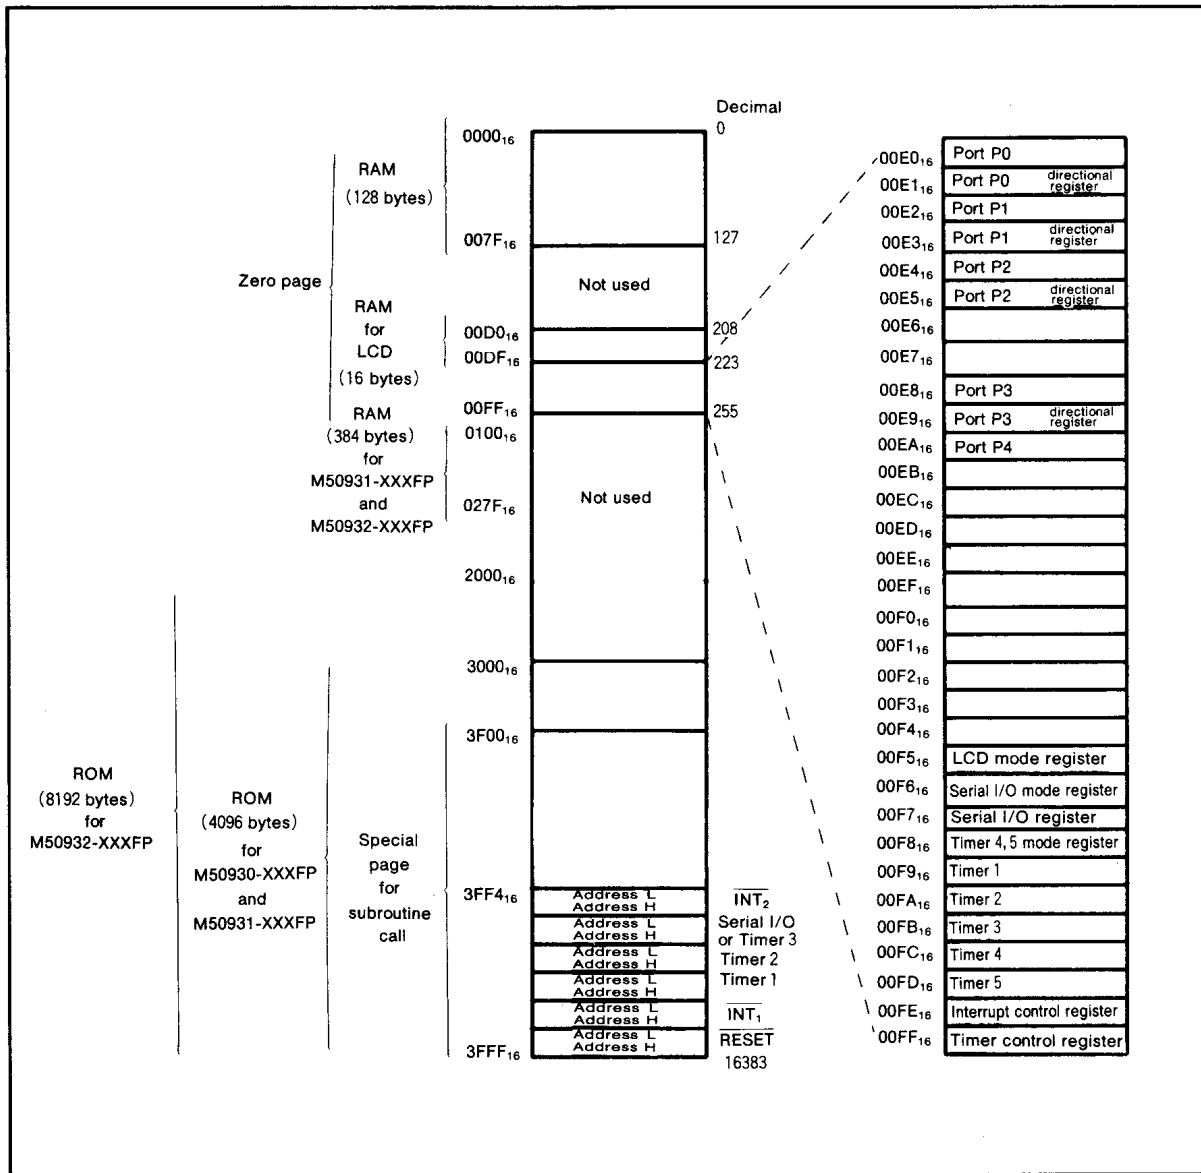 Decimal
0
0000₁₆
RAM
(128 bytes)
007F₁₆
127
Zero page
Not used
RAM
for
LCD
(16 bytes)
00D0₁₆
208
00DF₁₆
223
00FF₁₆
255
RAM
(384 bytes)
for
M50931-XXXFP
and
M50932-XXXFP
0100₁₆
027F₁₆
Not used
2000₁₆
3000₁₆
3F00₁₆
ROM
(8192 bytes)
for
M50932-XXXFP
ROM
(4096 bytes)
for
M50930-XXXFP
and
M50931-XXXFP
Special
page
for
subroutine
call
3FF4₁₆
Address L
Address H
INT₂
Address L
Address H
Serial I/O
or Timer 3
Address L
Address H
Timer 2
Address L
Address H
Timer 1
Address L
Address H
INT₁
Address L
Address H
RESET
3FFF₁₆
16383
00E0₁₆ Port P0
00E1₁₆ Port P0 directional register
00E2₁₆ Port P1
00E3₁₆ Port P1 directional register
00E4₁₆ Port P2
00E5₁₆ Port P2 directional register
00E6₁₆
00E7₁₆
00E8₁₆ Port P3
00E9₁₆ Port P3 directional register
00EA₁₆ Port P4
00EB₁₆
00EC₁₆
00ED₁₆
00EE₁₆
00EF₁₆
00F0₁₆
00F1₁₆
00F2₁₆
00F3₁₆
00F4₁₆
00F5₁₆ LCD mode register
00F6₁₆ Serial I/O mode register
00F7₁₆ Serial I/O register
00F8₁₆ Timer 4, 5 mode register
00F9₁₆ Timer 1
00FA₁₆ Timer 2
00FB₁₆ Timer 3
00FC₁₆ Timer 4
00FD₁₆ Timer 5
00FE₁₆ Interrupt control register
00FF₁₆ Timer control register